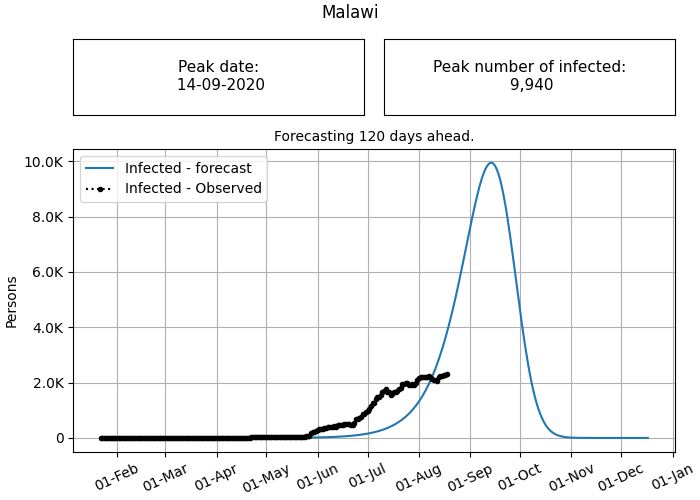 Malawi
Peak date:
14-09-2020
Peak number of infected:
9,940
Forecasting 120 days ahead.
Infected - forecast
Infected - Observed
Persons
10.0K
8.0K
6.0K
4.0K
2.0K
0
01-Feb
01-Mar
01-Apr
01-May
01-Jun
01-Jul
01-Aug
01-Sep
01-Oct
01-Nov
01-Dec
01-Jan